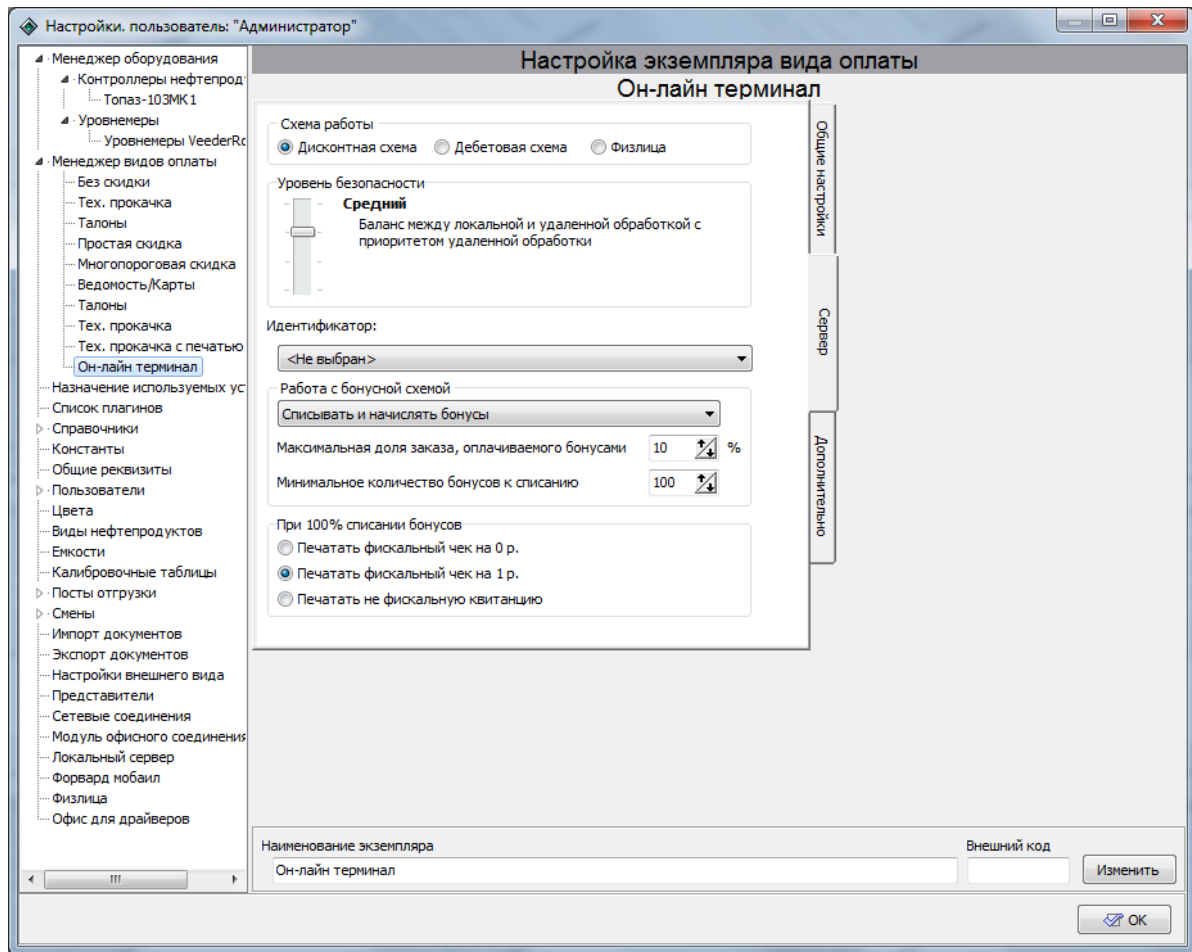 Настройки. пользователь: "Администратор"
Менеджер оборудования
Контроллеры нефтепрод
Топаз-103МК1
Уровнемеры
Уровнемеры VeederRo
Менеджер видов оплаты
Без скидки
Тех. прокачка
Талоны
Простая скидка
Многопороговая скидка
Ведомость/Карты
Талоны
Тех. прокачка
Тех. прокачка с печатью
Он-лайн терминал
Назначение используемых ус
Список плагинов
Справочники
Константы
Общие реквизиты
Пользователи
Цвета
Виды нефтепродуктов
Емкости
Калибровочные таблицы
Посты отгрузки
Смены
Импорт документов
Экспорт документов
Настройки внешнего вида
Представители
Сетевые соединения
Модуль офисного соединения
Локальный сервер
Форвард мобаил
Физлица
Офис для драйверов
Настройка экземпляра вида оплаты
Он-лайн терминал
Схема работы
Дисконтная схема Дебетовая схема Физлица
Уровень безопасности
Средний
Баланс между локальной и удаленной обработкой с
приоритетом удаленной обработки
Идентификатор:
<Не выбран>
Работа с бонусной схемой
Списывать и начислять бонусы
Максимальная доля заказа, оплачиваемого бонусами 10 %
Минимальное количество бонусов к списанию 100
При 100% списании бонусов
Печатать фискальный чек на 0 р.
Печатать фискальный чек на 1 р.
Печатать не фискальную квитанцию
Общие настройки
Сервер
Дополнительно
Наименование экземпляра Внешний код
Он-лайн терминал Изменить
OK